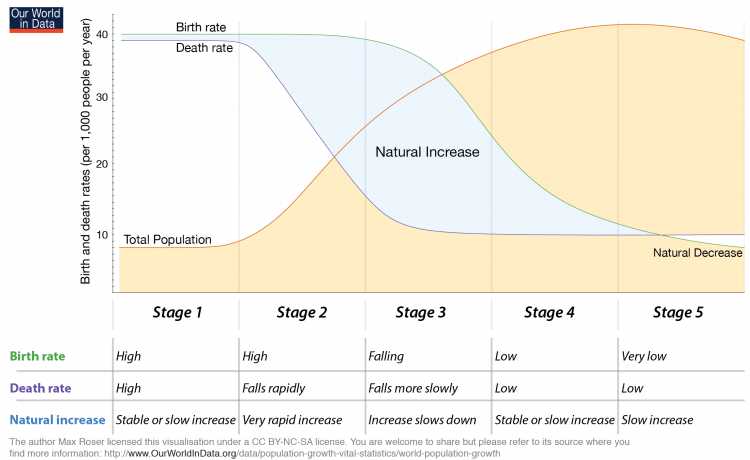 Our World
in Data
Birth rate
Death rate
Birth and death rates (per 1,000 people per year)
40
30
20
10
Natural Increase
Total Population
Natural Decrease
Stage 1 Stage 2 Stage 3 Stage 4 Stage 5
Birth rate High High Falling Low Very low
Death rate High Falls rapidly Falls more slowly Low Low
Natural increase Stable or slow increase Very rapid increase Increase slows down Stable or slow increase Slow increase
The author Max Roser licensed this visualisation under a CC BY-NC-SA license. You are welcome to share but please refer to its source where you
find more information: http://www.OurWorldInData.org/data/population-growth-vital-statistics/world-population-growth